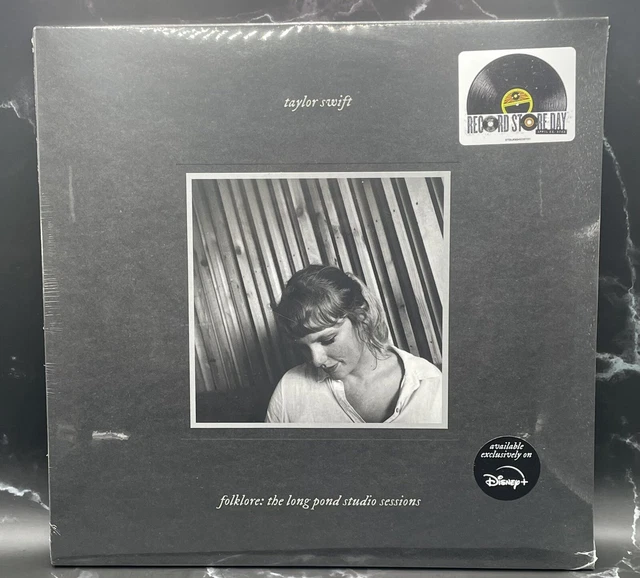 taylor swift
RECORD STORE DAY
folklore: the long pond studio sessions
available
exclusively on
Disney+